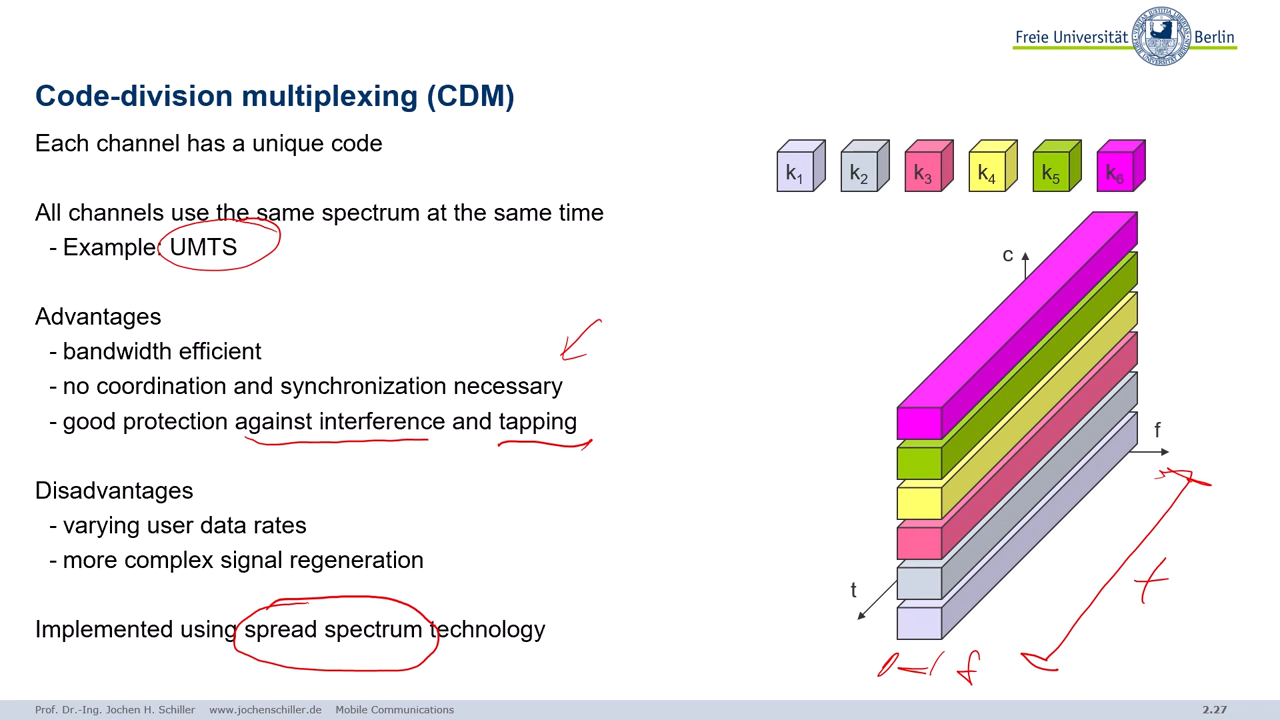 Freie Universität Berlin
Code-division multiplexing (CDM)
Each channel has a unique code
All channels use the same spectrum at the same time
- Example: UMTS
Advantages
- bandwidth efficient
- no coordination and synchronization necessary
- good protection against interference and tapping
Disadvantages
- varying user data rates
- more complex signal regeneration
Implemented using spread spectrum technology
k1 k2 k3 k4 k5 k6
c
f
t
t
f
Prof. Dr.-Ing. Jochen H. Schiller www.jochenschiller.de Mobile Communications 2.27